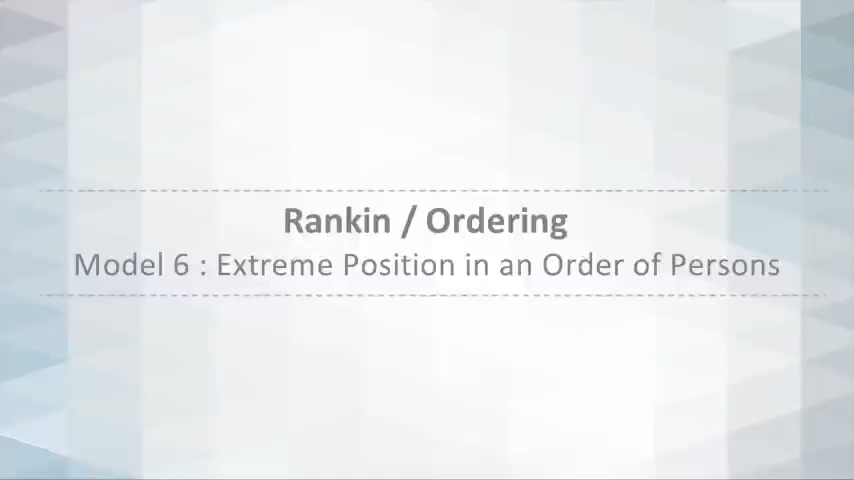 Rankin / Ordering
Model 6 : Extreme Position in an Order of Persons